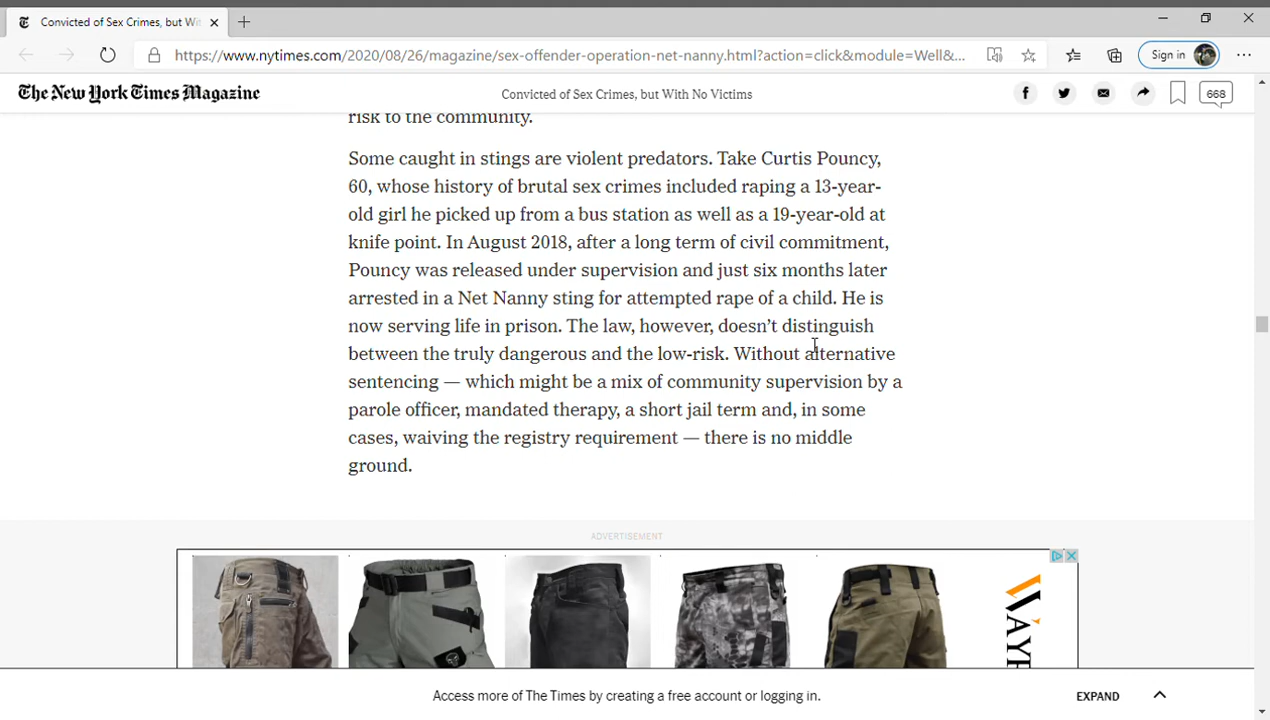 Convicted of Sex Crimes, but Wi
https://www.nytimes.com/2020/08/26/magazine/sex-offender-operation-net-nanny.html?action=click&module=Well&...
Sign in
The New York Times Magazine
Convicted of Sex Crimes, but With No Victims
668
risk to the community.
Some caught in stings are violent predators. Take Curtis Pouncy,
60, whose history of brutal sex crimes included raping a 13-year-
old girl he picked up from a bus station as well as a 19-year-old at
knife point. In August 2018, after a long term of civil commitment,
Pouncy was released under supervision and just six months later
arrested in a Net Nanny sting for attempted rape of a child. He is
now serving life in prison. The law, however, doesn’t distinguish
between the truly dangerous and the low-risk. Without alternative
sentencing — which might be a mix of community supervision by a
parole officer, mandated therapy, a short jail term and, in some
cases, waiving the registry requirement — there is no middle
ground.
ADVERTISEMENT
Access more of The Times by creating a free account or logging in.
EXPAND